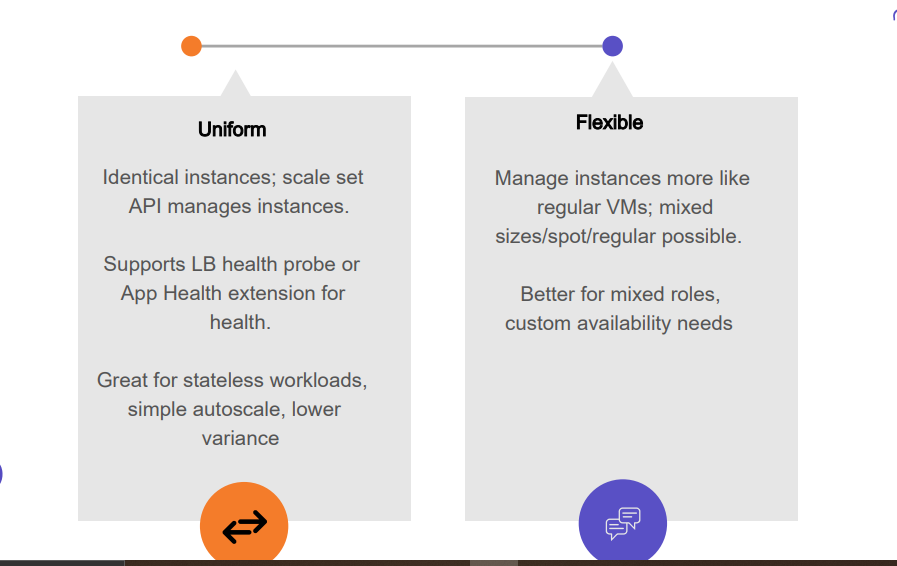 Uniform
Identical instances; scale set
API manages instances.
Supports LB health probe or
App Health extension for
health.
Great for stateless workloads,
simple autoscale, lower
variance
Flexible
Manage instances more like
regular VMs; mixed
sizes/spot/regular possible.
Better for mixed roles,
custom availability needs